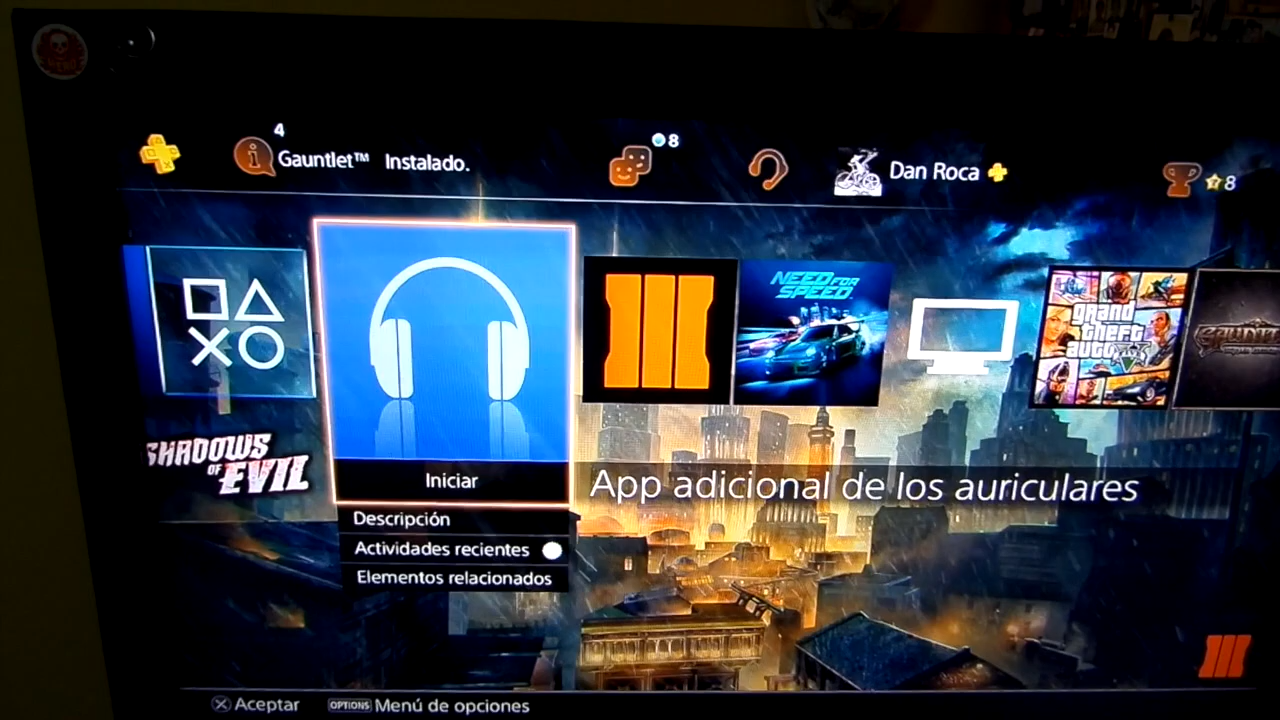 4
Gauntlet™ Instalado.
8
Dan Roca
8
NEED FOR
SPEED
grand
theft
auto
V
SHADOWS
OF
EVIL
Iniciar
App adicional de los auriculares
Descripción
Actividades recientes
Elementos relacionados
Aceptar
OPTIONS Menú de opciones